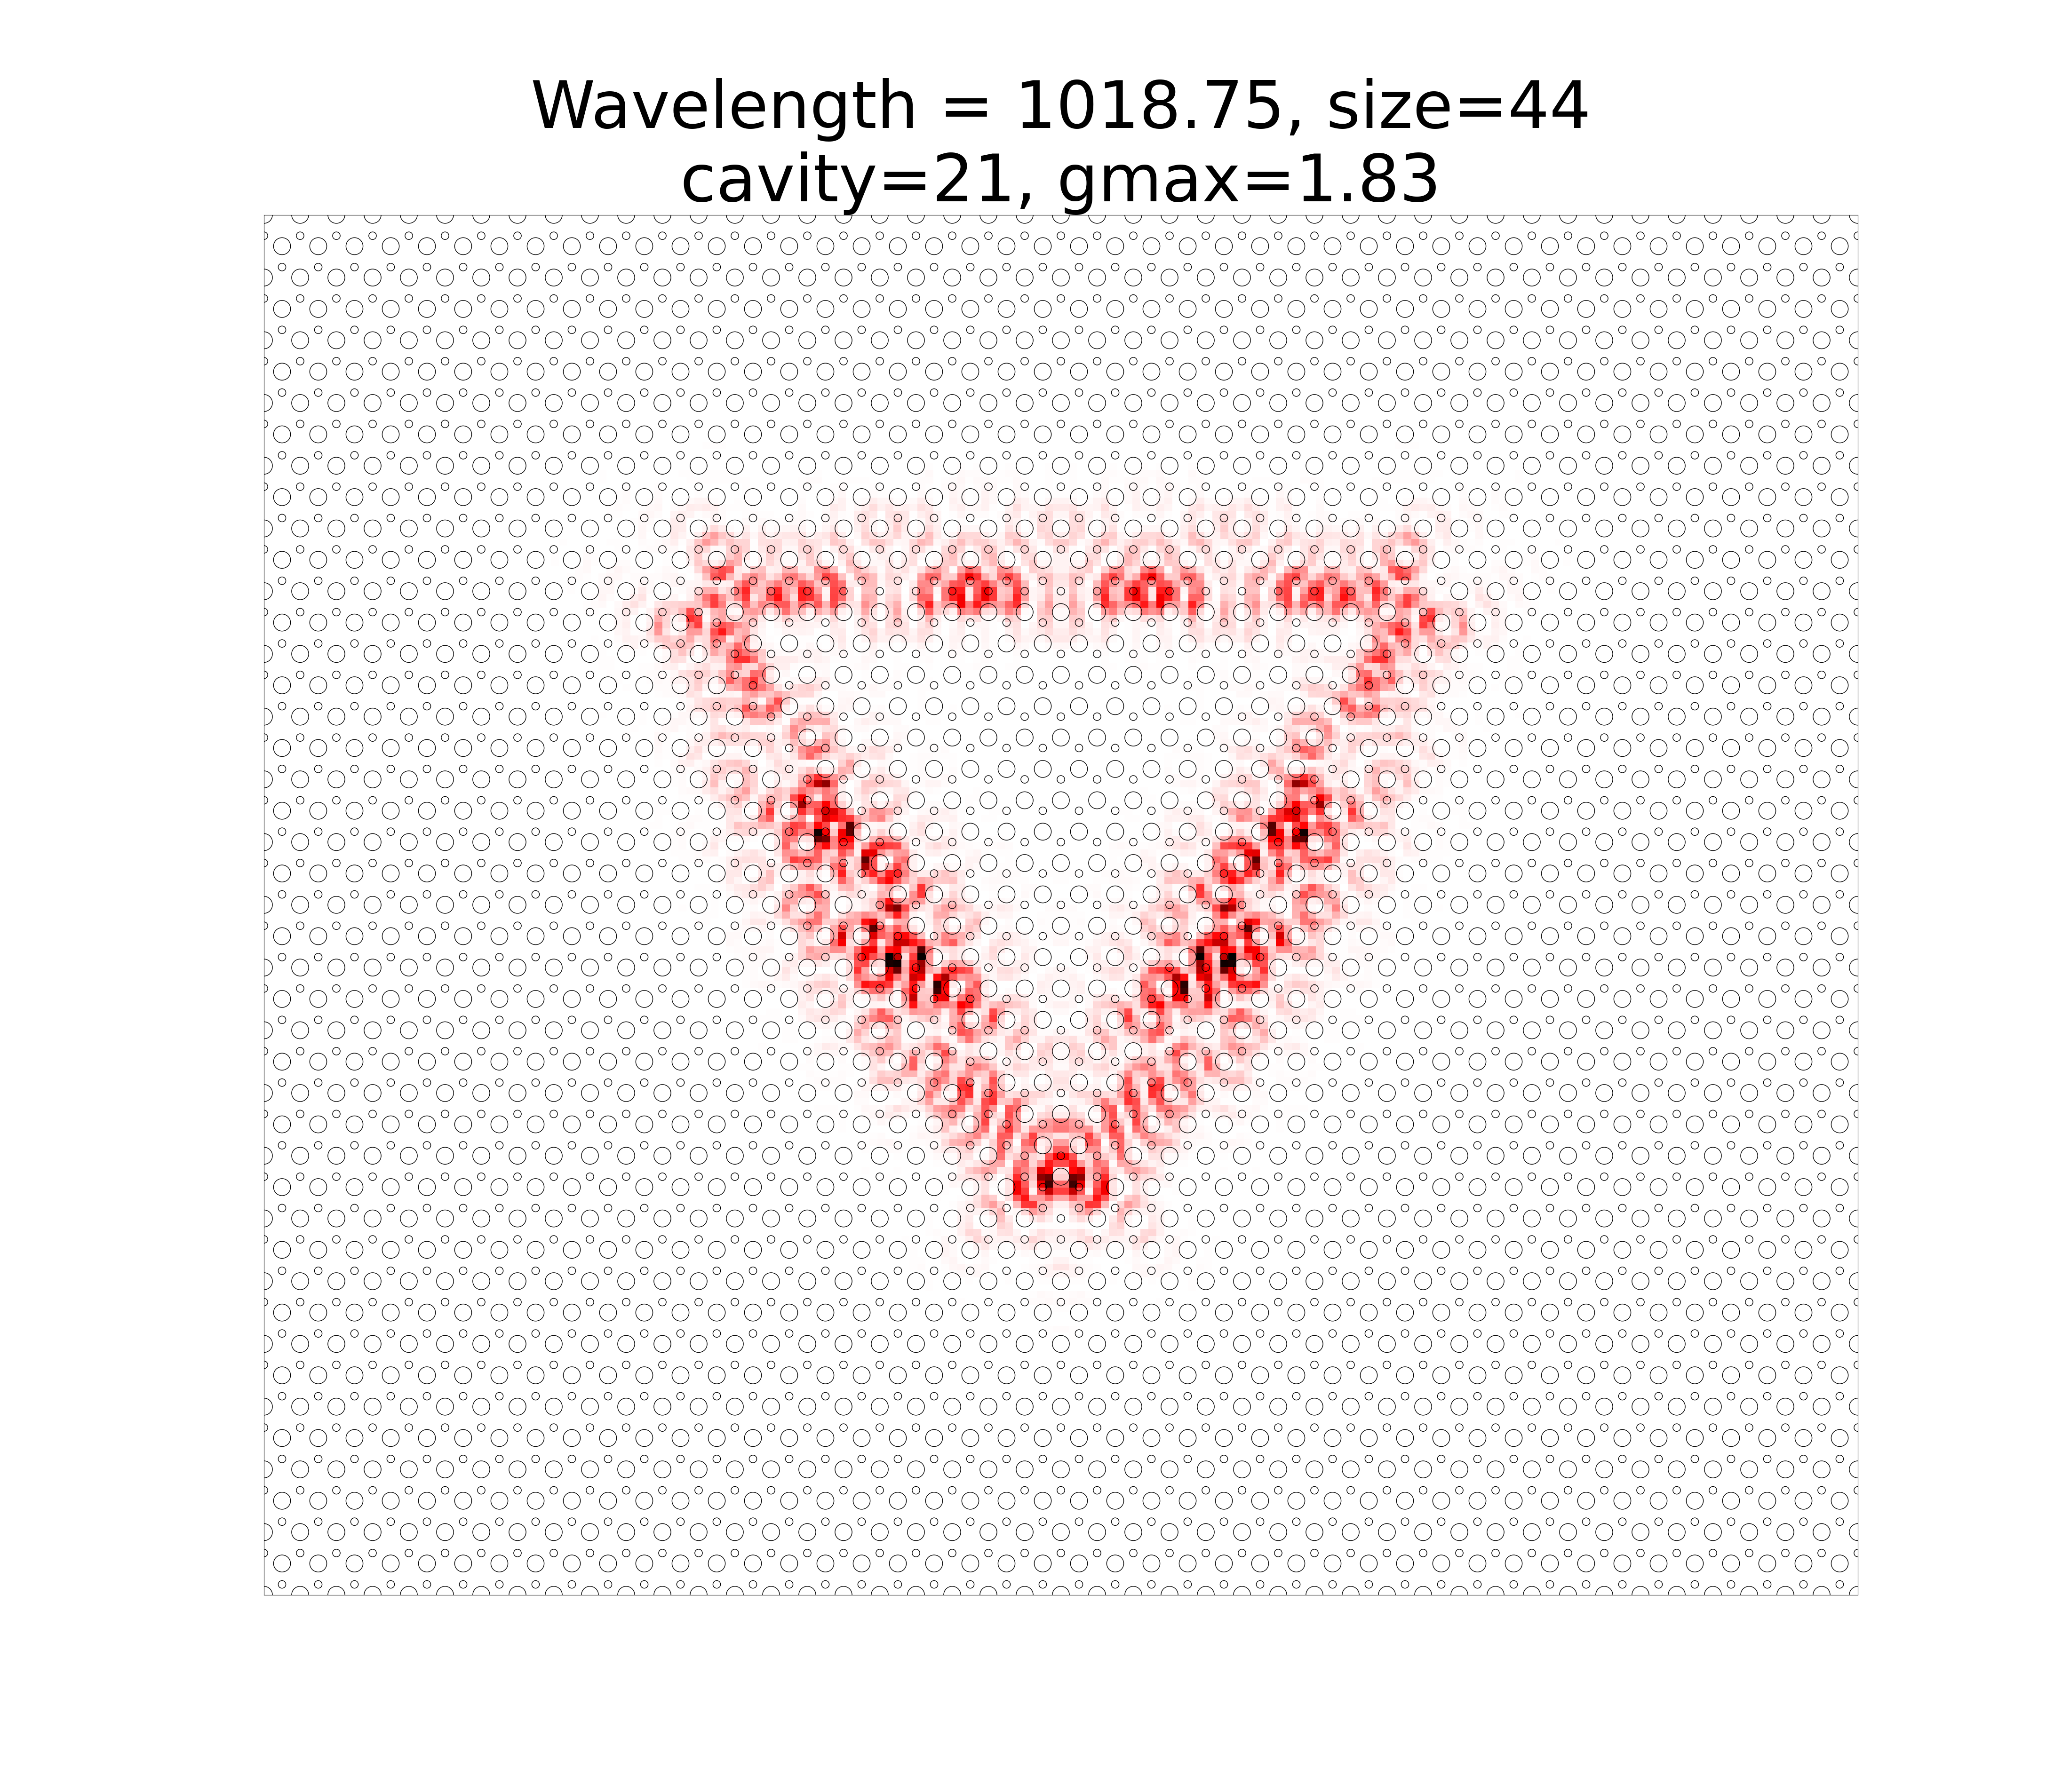 Wavelength = 1018.75, size=44
cavity=21, gmax=1.83